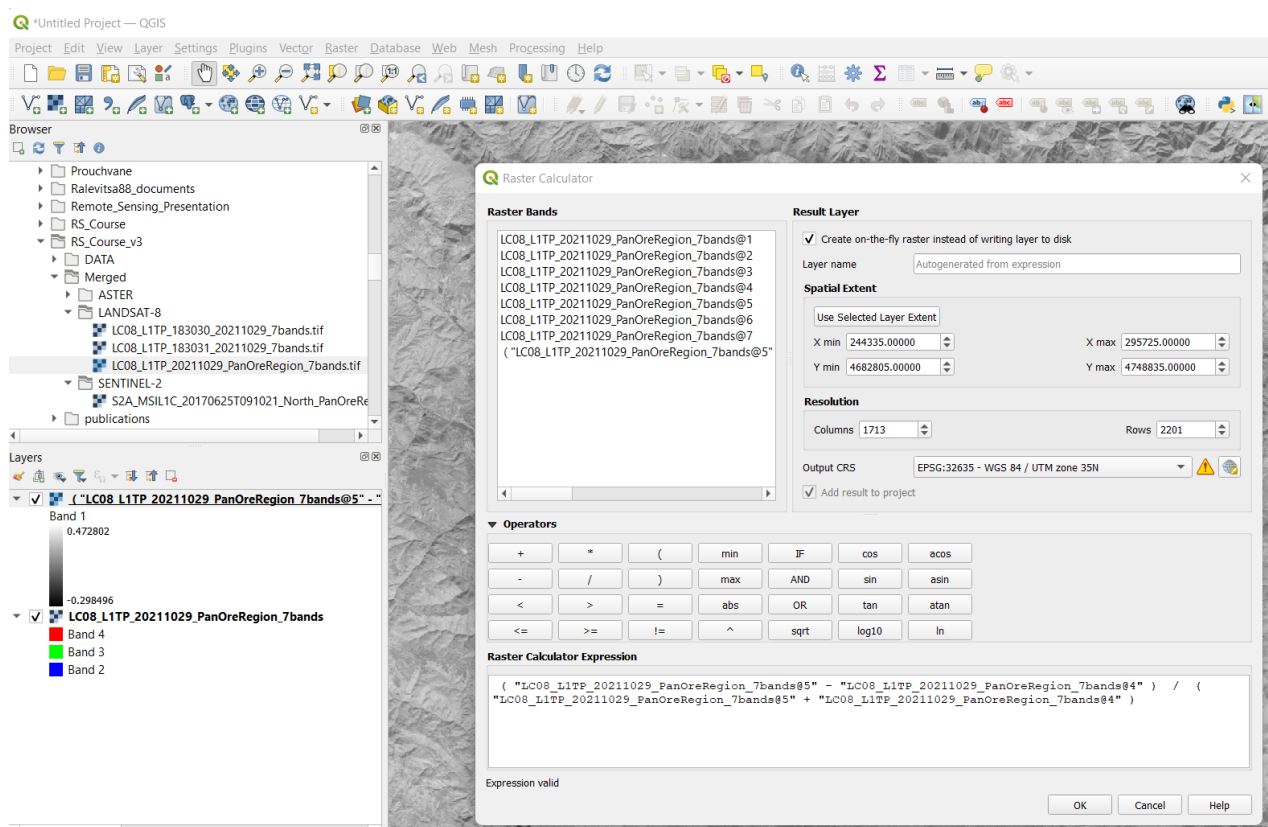 *Untitled Project — QGIS
Project Edit View Layer Settings Plugins Vector Raster Database Web Mesh Processing Help
Browser
Prouchvane
Ralevitsa88_documents
Remote_Sensing_Presentation
RS_Course
RS_Course_v3
DATA
Merged
ASTER
LANDSAT-8
LC08_L1TP_183030_20211029_7bands.tif
LC08_L1TP_183031_20211029_7bands.tif
LC08_L1TP_20211029_PanOreRegion_7bands.tif
SENTINEL-2
S2A_MSIL1C_20170625T091021_North_PanOreRe
publications
Layers
( "LC08_L1TP_20211029_PanOreRegion_7bands@5" - "
Band 1
0.472802
-0.298496
LC08_L1TP_20211029_PanOreRegion_7bands
Band 4
Band 3
Band 2
Raster Calculator
Raster Bands
LC08_L1TP_20211029_PanOreRegion_7bands@1
LC08_L1TP_20211029_PanOreRegion_7bands@2
LC08_L1TP_20211029_PanOreRegion_7bands@3
LC08_L1TP_20211029_PanOreRegion_7bands@4
LC08_L1TP_20211029_PanOreRegion_7bands@5
LC08_L1TP_20211029_PanOreRegion_7bands@6
LC08_L1TP_20211029_PanOreRegion_7bands@7
( "LC08_L1TP_20211029_PanOreRegion_7bands@5"
Result Layer
Create on-the-fly raster instead of writing layer to disk
Layer name Autogenerated from expression
Spatial Extent
Use Selected Layer Extent
X min 244335.00000 X max 295725.00000
Y min 4682805.00000 Y max 4748835.00000
Resolution
Columns 1713 Rows 2201
Output CRS EPSG:32635 - WGS 84 / UTM zone 35N
Add result to project
Operators
+ * ( min IF cos acos
- / ) max AND sin asin
< > = abs OR tan atan
<= >= != ^ sqrt log10 ln
Raster Calculator Expression
( "LC08_L1TP_20211029_PanOreRegion_7bands@5" - "LC08_L1TP_20211029_PanOreRegion_7bands@4" ) / (
"LC08_L1TP_20211029_PanOreRegion_7bands@5" + "LC08_L1TP_20211029_PanOreRegion_7bands@4" )
Expression valid
OK Cancel Help